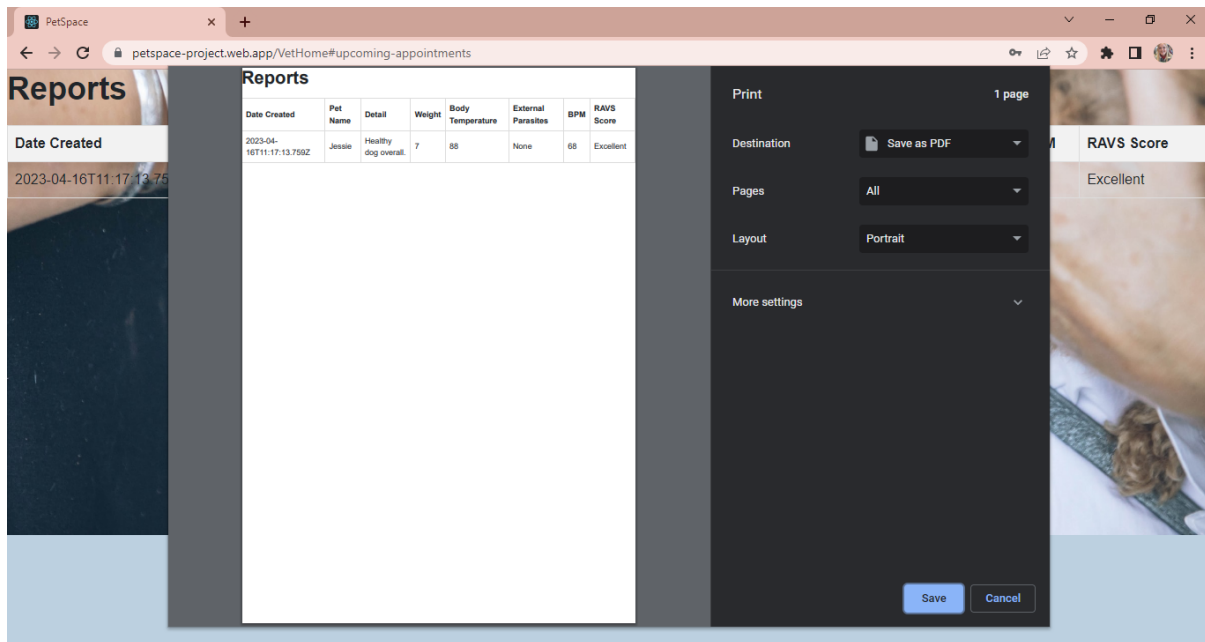 PetSpace
petspace-project.web.app/VetHome#upcoming-appointments
Reports
Date Created
2023-04-16T11:17:13.75
Reports
Date Created Pet Name Detail Weight Body Temperature External Parasites BPM RAVS Score
2023-04-16T11:17:13.759Z Jessie Healthy dog overall. 7 88 None 68 Excellent
Print 1 page
Destination Save as PDF
Pages All
Layout Portrait
More settings
Save Cancel
M RAVS Score
Excellent